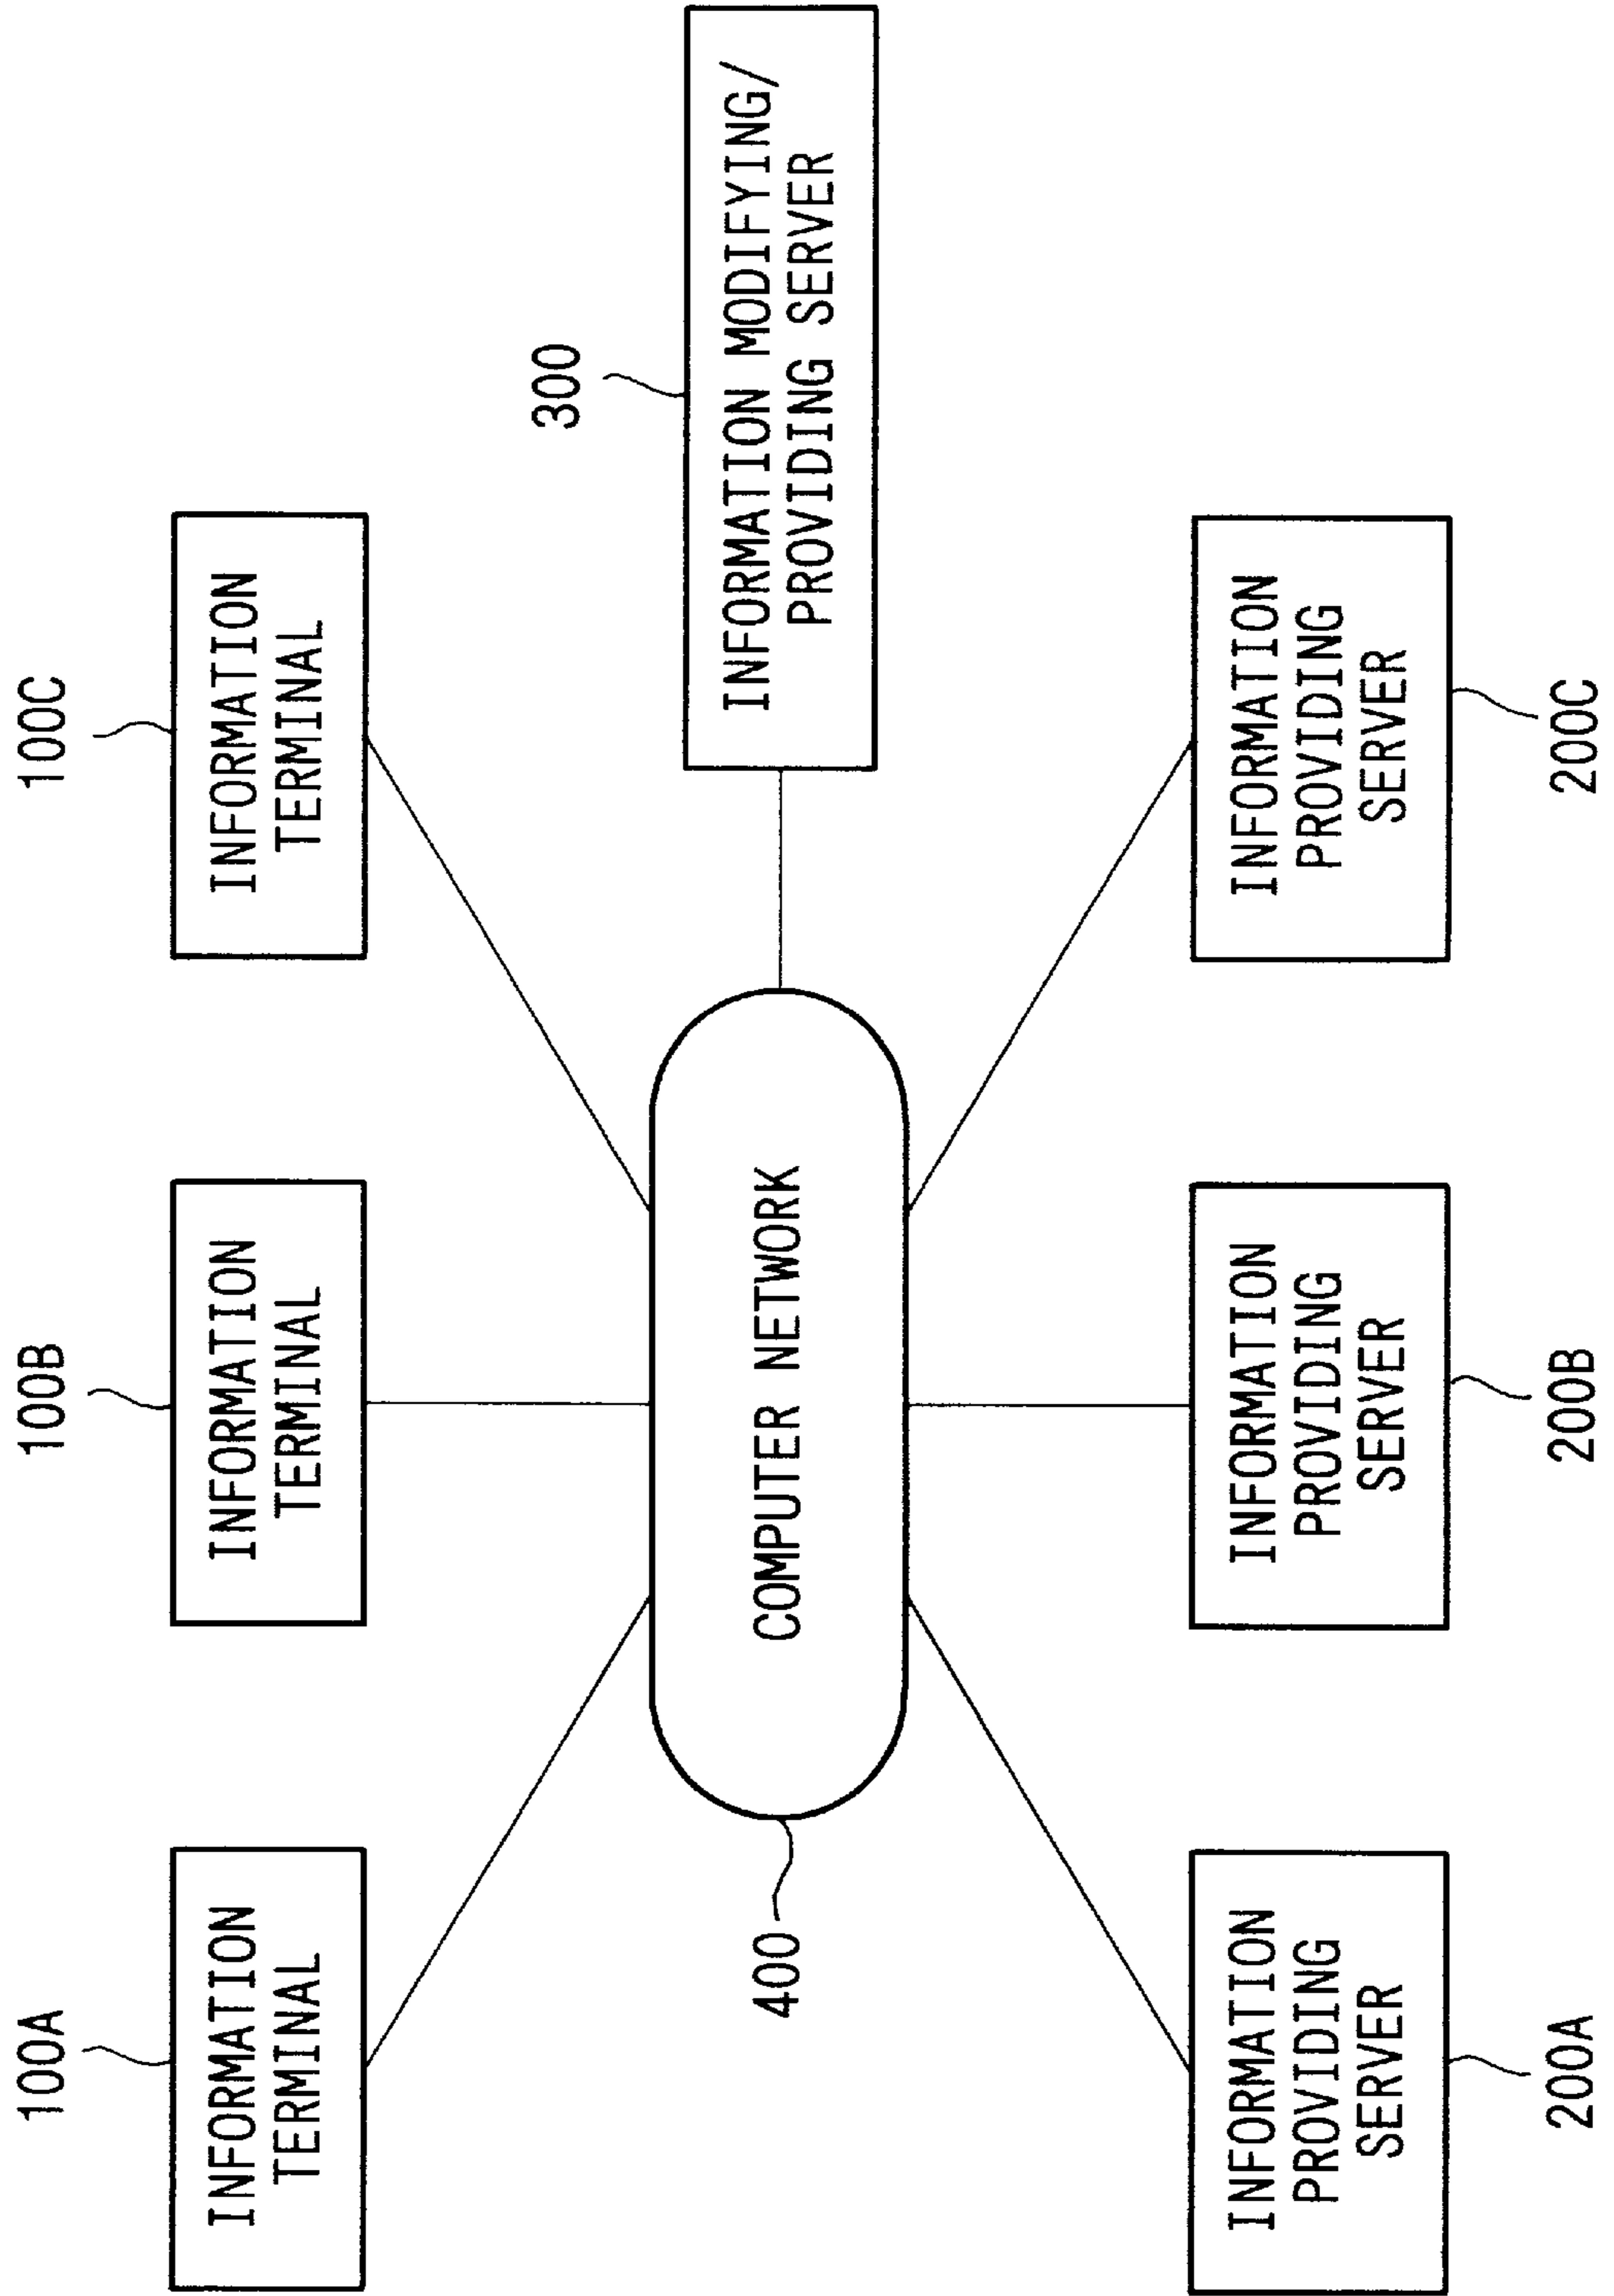 100A
100B
100C
INFORMATION
TERMINAL
INFORMATION
TERMINAL
INFORMATION
TERMINAL
300
400
COMPUTER NETWORK
INFORMATION MODIFYING/
PROVIDING SERVER
INFORMATION
PROVIDING
SERVER
INFORMATION
PROVIDING
SERVER
INFORMATION
PROVIDING
SERVER
200A
200B
200C